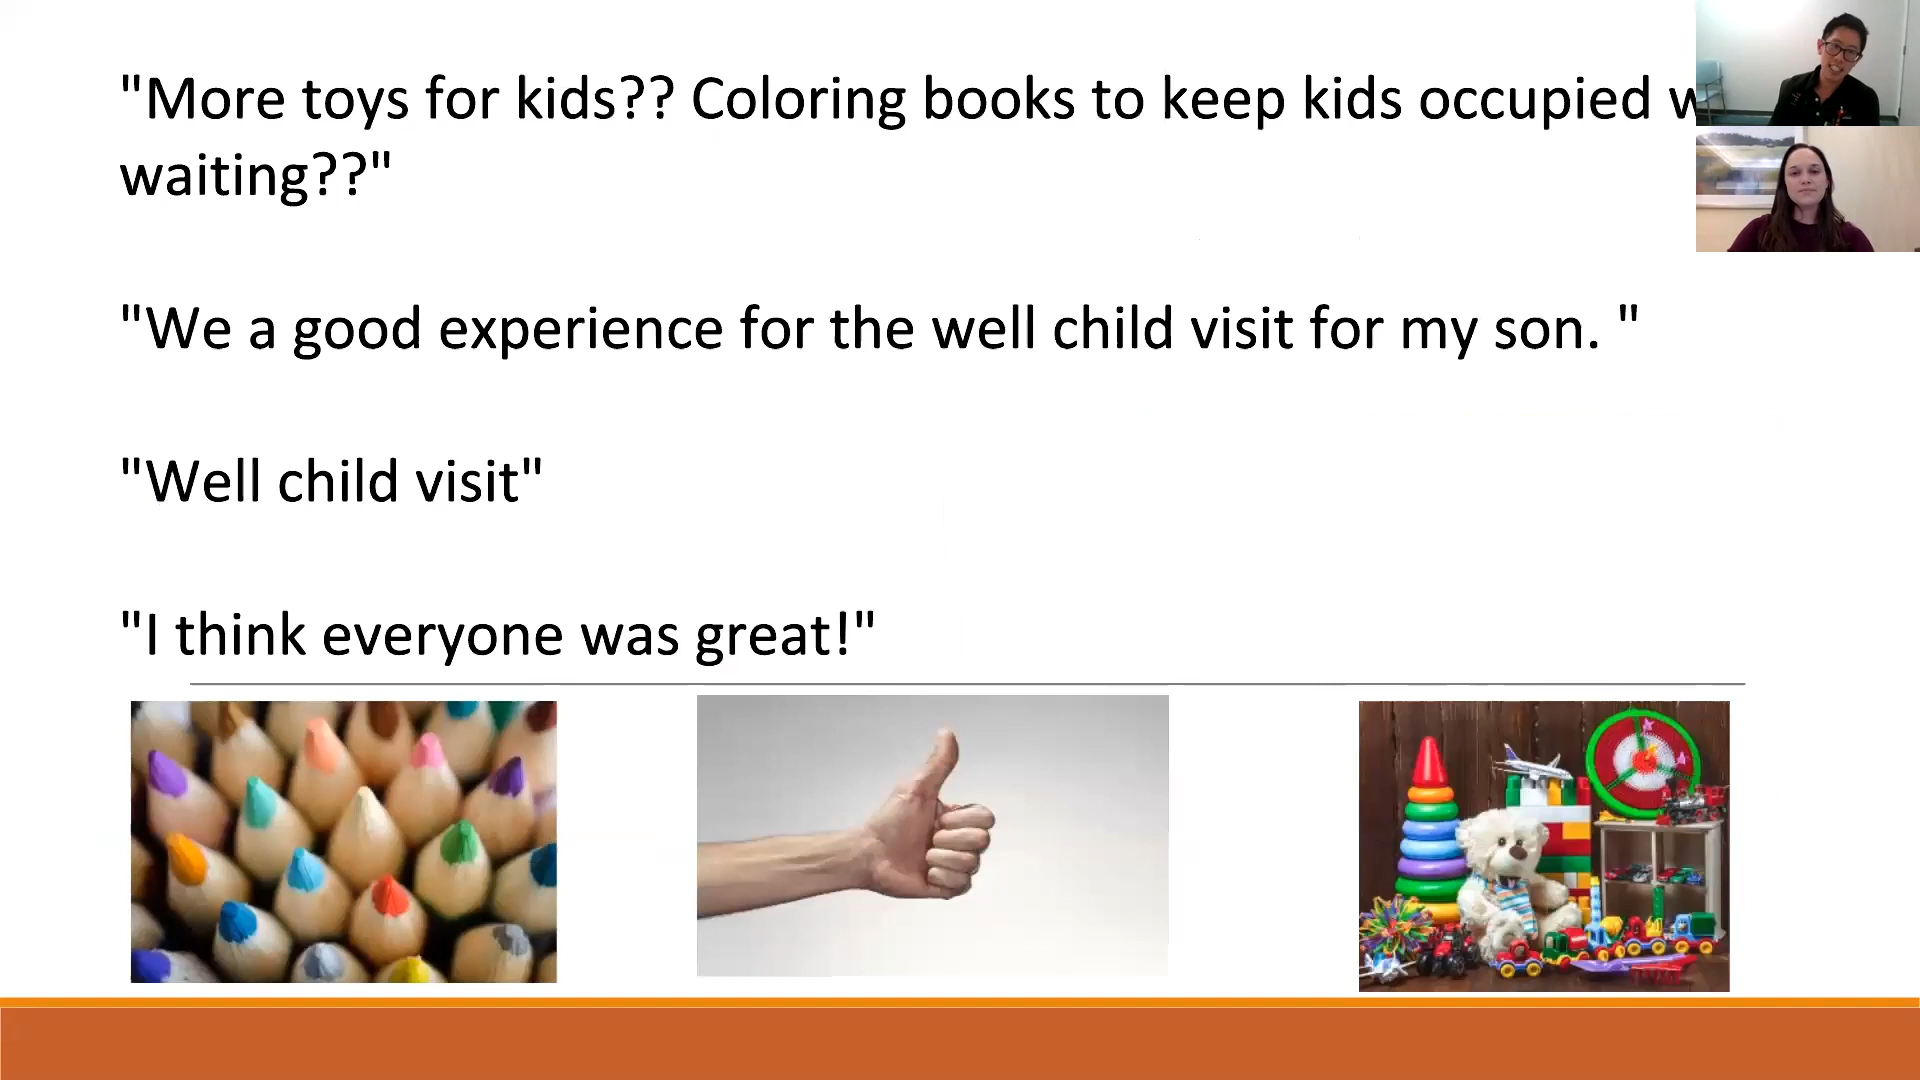 "More toys for kids?? Coloring books to keep kids occupied
waiting??"
"We a good experience for the well child visit for my son. "
"Well child visit"
"I think everyone was great!"